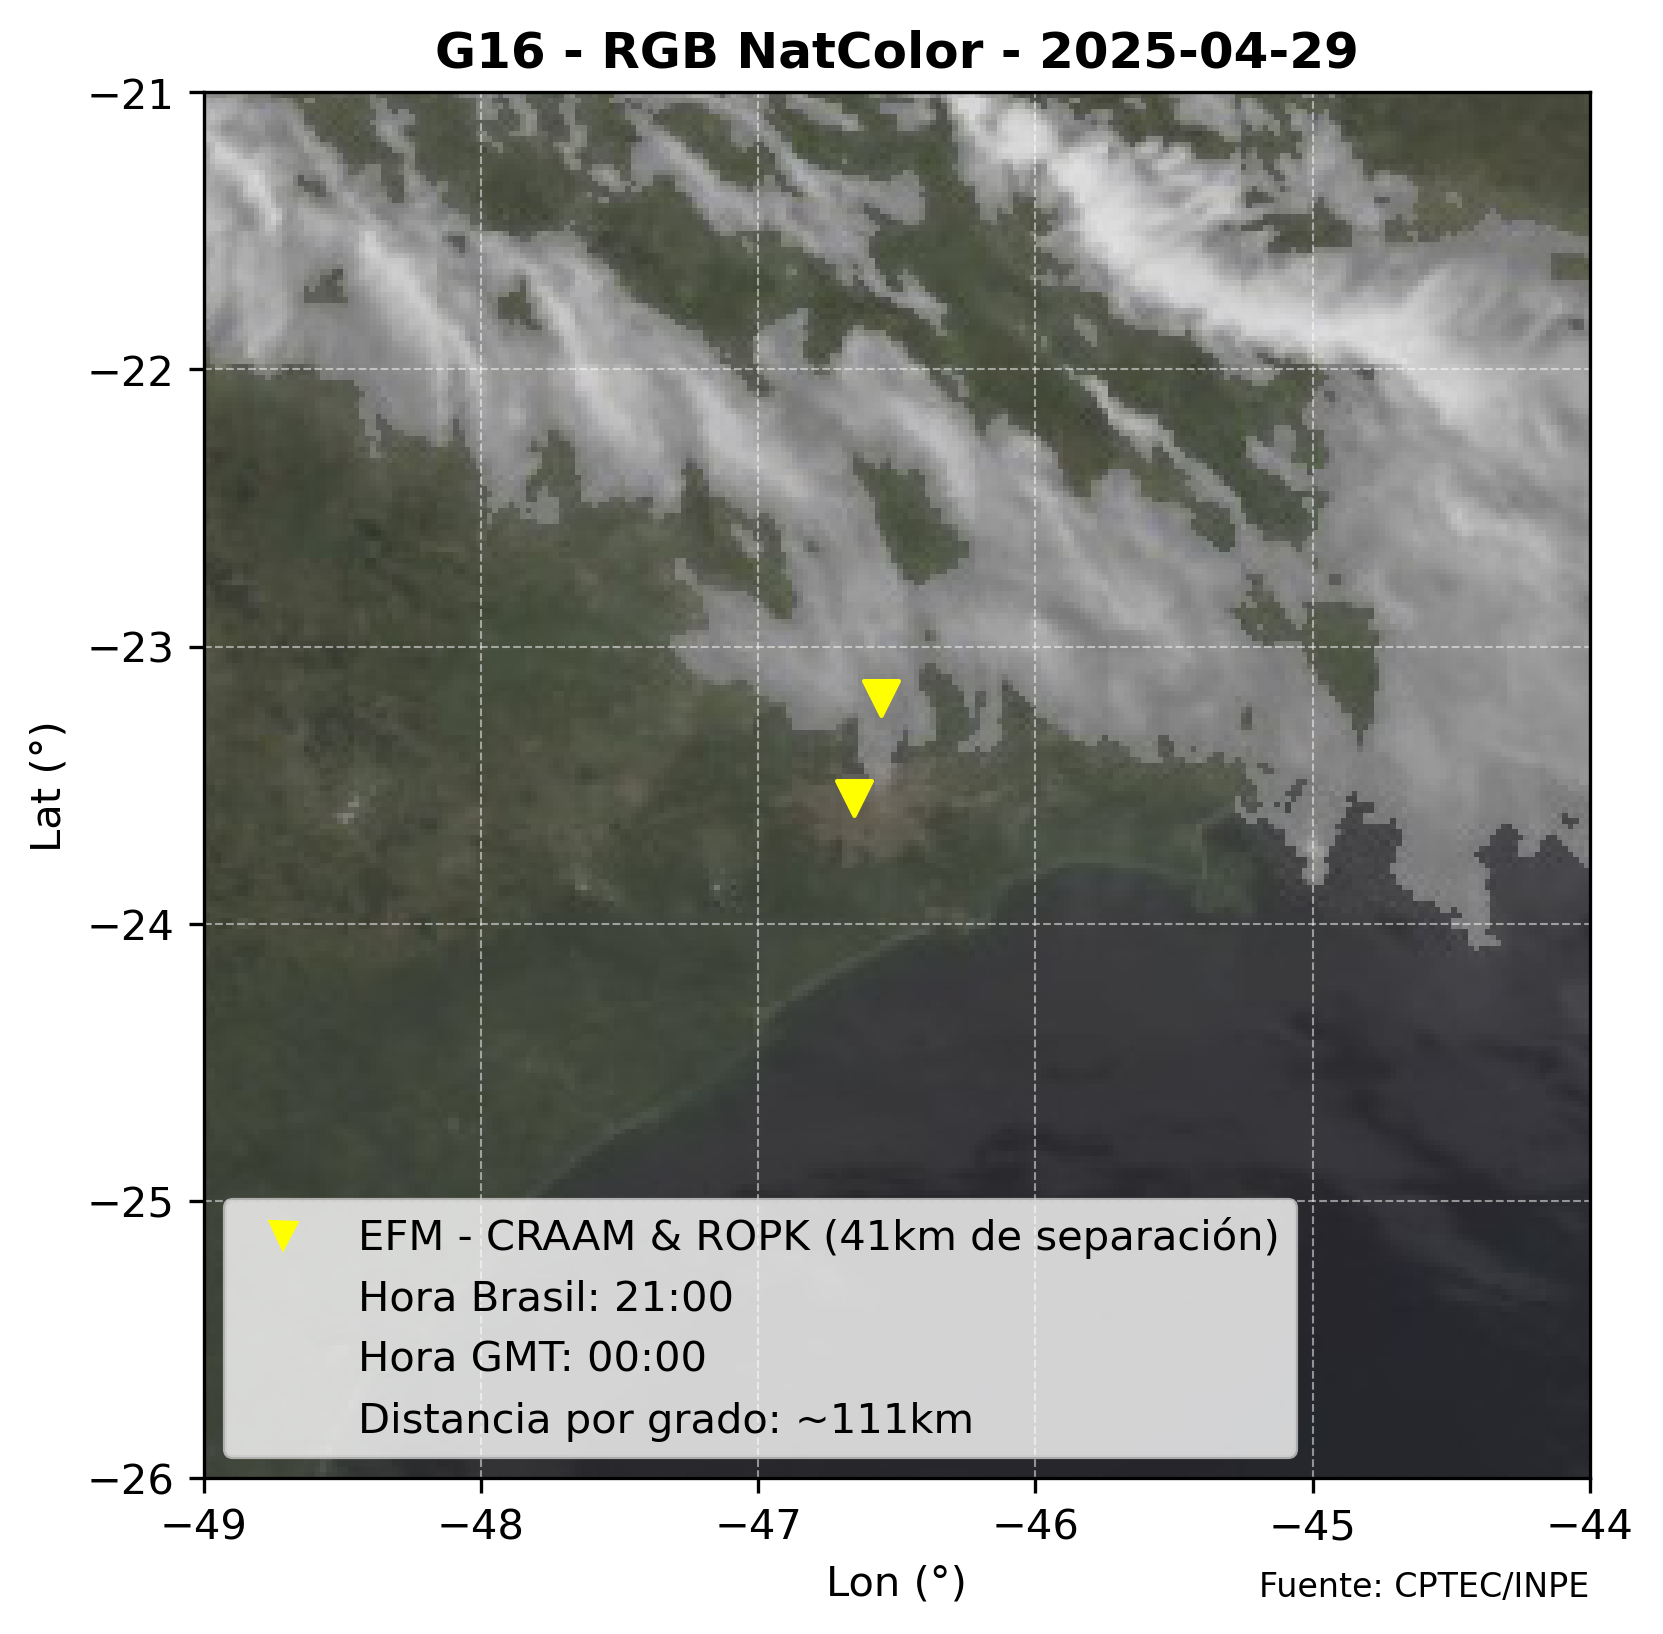 G16 - RGB NatColor - 2025-04-29
−21
−22
−23
−24
−25
−26
Lat (°)
EFM - CRAAM & ROPK (41km de separación)
Hora Brasil: 21:00
Hora GMT: 00:00
Distancia por grado: ~111km
−49 −48 −47 −46 −45 −44
Lon (°)
Fuente: CPTEC/INPE